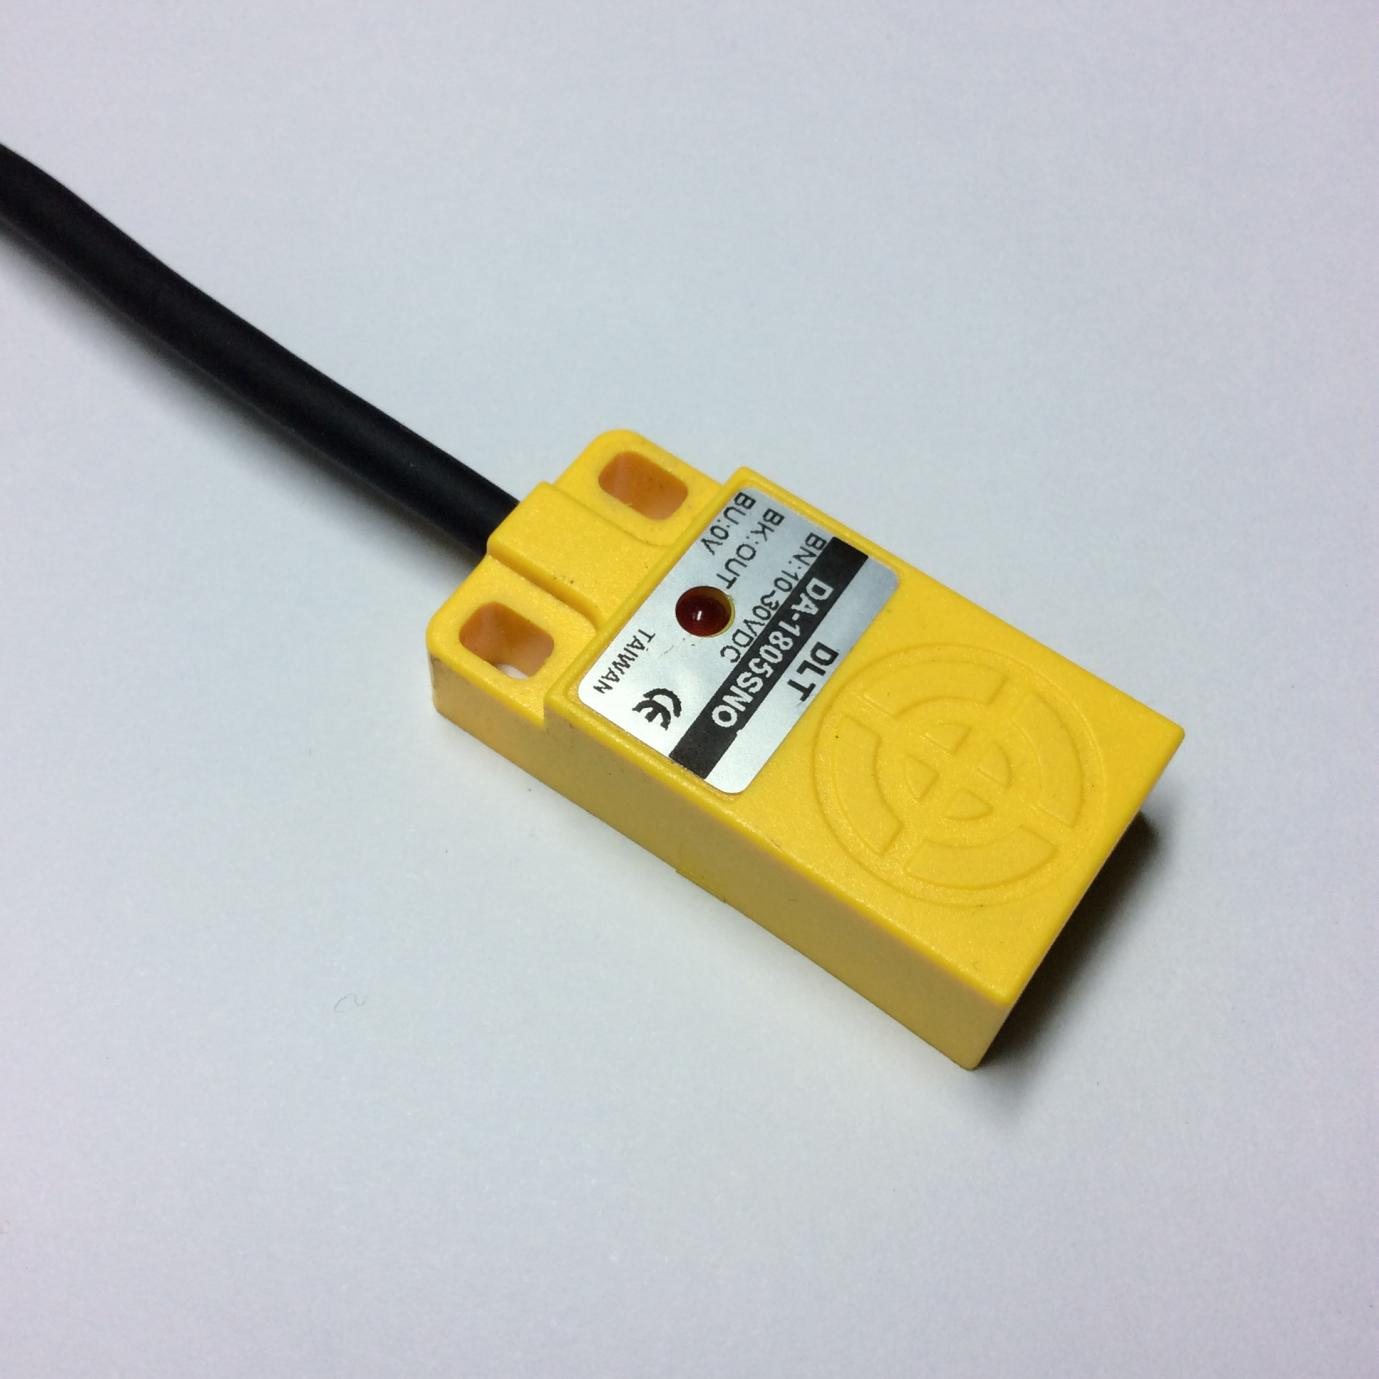 DLT
DA-1805SNO
BN:10-30VDC
BK:OUT
BU:0V
CE
TAIWAN